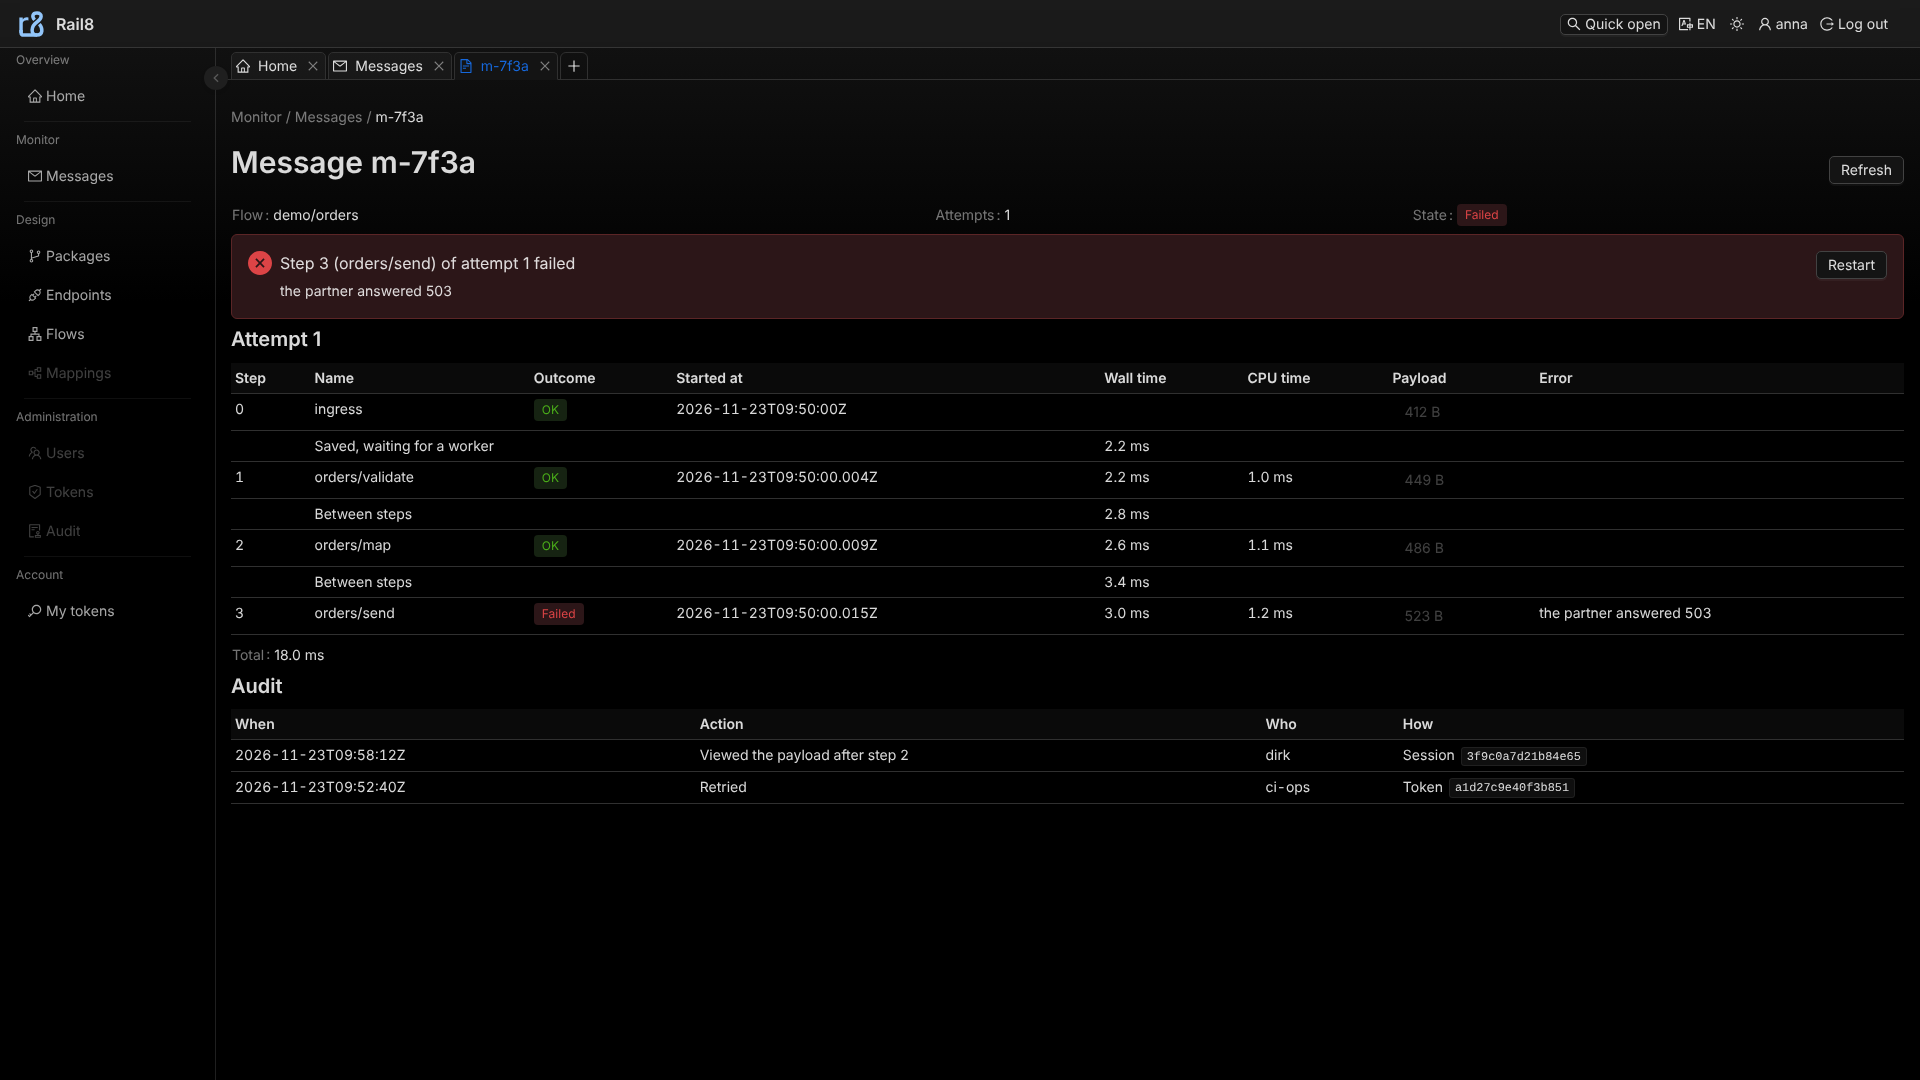 Rail8
Quick open EN anna Log out
Overview
Home
Monitor
Messages
Design
Packages
Endpoints
Flows
Mappings
Administration
Users
Tokens
Audit
Account
My tokens
Home Messages m-7f3a
Monitor / Messages / m-7f3a
Message m-7f3a
Refresh
Flow: demo/orders Attempts: 1 State: Failed
Step 3 (orders/send) of attempt 1 failed
the partner answered 503
Restart
Attempt 1
Step Name Outcome Started at Wall time CPU time Payload Error
0 ingress OK 2026-11-23T09:50:00Z 412 B
Saved, waiting for a worker 2.2 ms
1 orders/validate OK 2026-11-23T09:50:00.004Z 2.2 ms 1.0 ms 449 B
Between steps 2.8 ms
2 orders/map OK 2026-11-23T09:50:00.009Z 2.6 ms 1.1 ms 486 B
Between steps 3.4 ms
3 orders/send Failed 2026-11-23T09:50:00.015Z 3.0 ms 1.2 ms 523 B the partner answered 503
Total: 18.0 ms
Audit
When Action Who How
2026-11-23T09:58:12Z Viewed the payload after step 2 dirk Session 3f9c0a7d21b84e65
2026-11-23T09:52:40Z Retried ci-ops Token a1d27c9e40f3b851